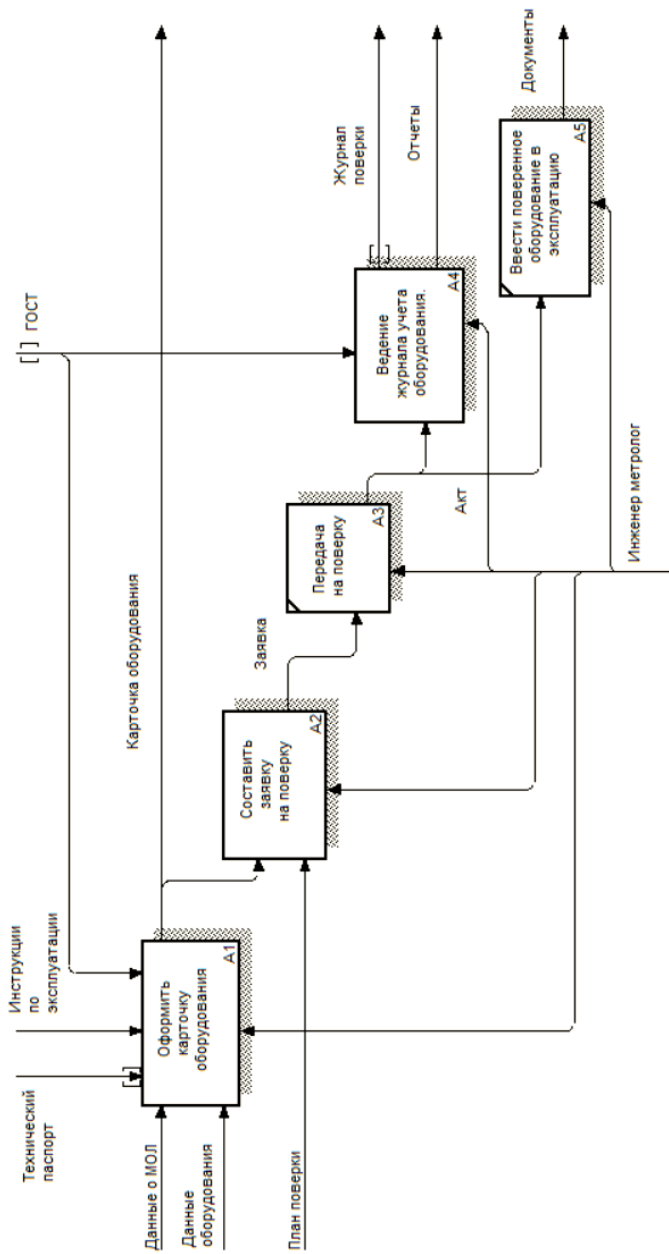 Технический
паспорт
Инструкции
по
эксплуатации
[ ] ГОСТ
Данные о МОЛ
Данные
оборудования
План поверки
Оформить
карточку
оборудования
A1
Карточка оборудования
Составить
заявку
на поверку
A2
Заявка
Передача
на поверку
A3
Акт
Ведение
журнала учета
оборудования.
A4
Журнал
поверки
Отчеты
Ввести поверенное
оборудование в
эксплуатацию
A5
Документы
Инженер метролог